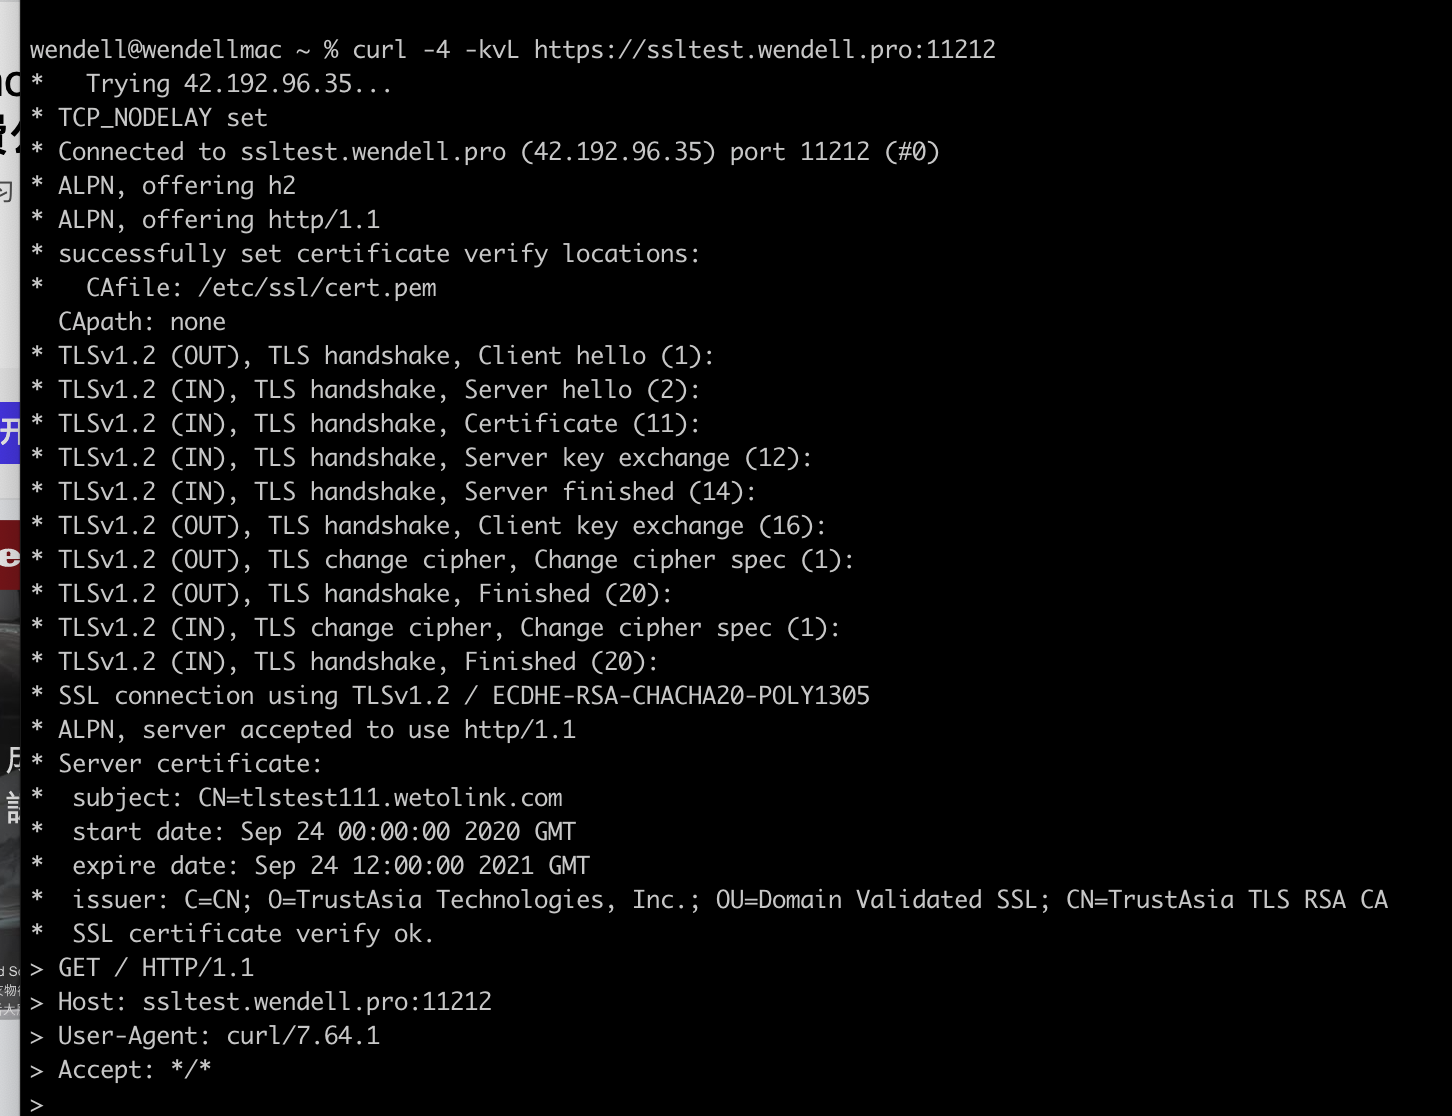 wendell@wendellmac ~ % curl -4 -kvL https://ssltest.wendell.pro:11212
*   Trying 42.192.96.35...
* TCP_NODELAY set
* Connected to ssltest.wendell.pro (42.192.96.35) port 11212 (#0)
* ALPN, offering h2
* ALPN, offering http/1.1
* successfully set certificate verify locations:
*   CAfile: /etc/ssl/cert.pem
  CApath: none
* TLSv1.2 (OUT), TLS handshake, Client hello (1):
* TLSv1.2 (IN), TLS handshake, Server hello (2):
* TLSv1.2 (IN), TLS handshake, Certificate (11):
* TLSv1.2 (IN), TLS handshake, Server key exchange (12):
* TLSv1.2 (IN), TLS handshake, Server finished (14):
* TLSv1.2 (OUT), TLS handshake, Client key exchange (16):
* TLSv1.2 (OUT), TLS change cipher, Change cipher spec (1):
* TLSv1.2 (OUT), TLS handshake, Finished (20):
* TLSv1.2 (IN), TLS change cipher, Change cipher spec (1):
* TLSv1.2 (IN), TLS handshake, Finished (20):
* SSL connection using TLSv1.2 / ECDHE-RSA-CHACHA20-POLY1305
* ALPN, server accepted to use http/1.1
* Server certificate:
*  subject: CN=tlstest111.wetolink.com
*  start date: Sep 24 00:00:00 2020 GMT
*  expire date: Sep 24 12:00:00 2021 GMT
*  issuer: C=CN; O=TrustAsia Technologies, Inc.; OU=Domain Validated SSL; CN=TrustAsia TLS RSA CA
*  SSL certificate verify ok.
> GET / HTTP/1.1
> Host: ssltest.wendell.pro:11212
> User-Agent: curl/7.64.1
> Accept: */*
>